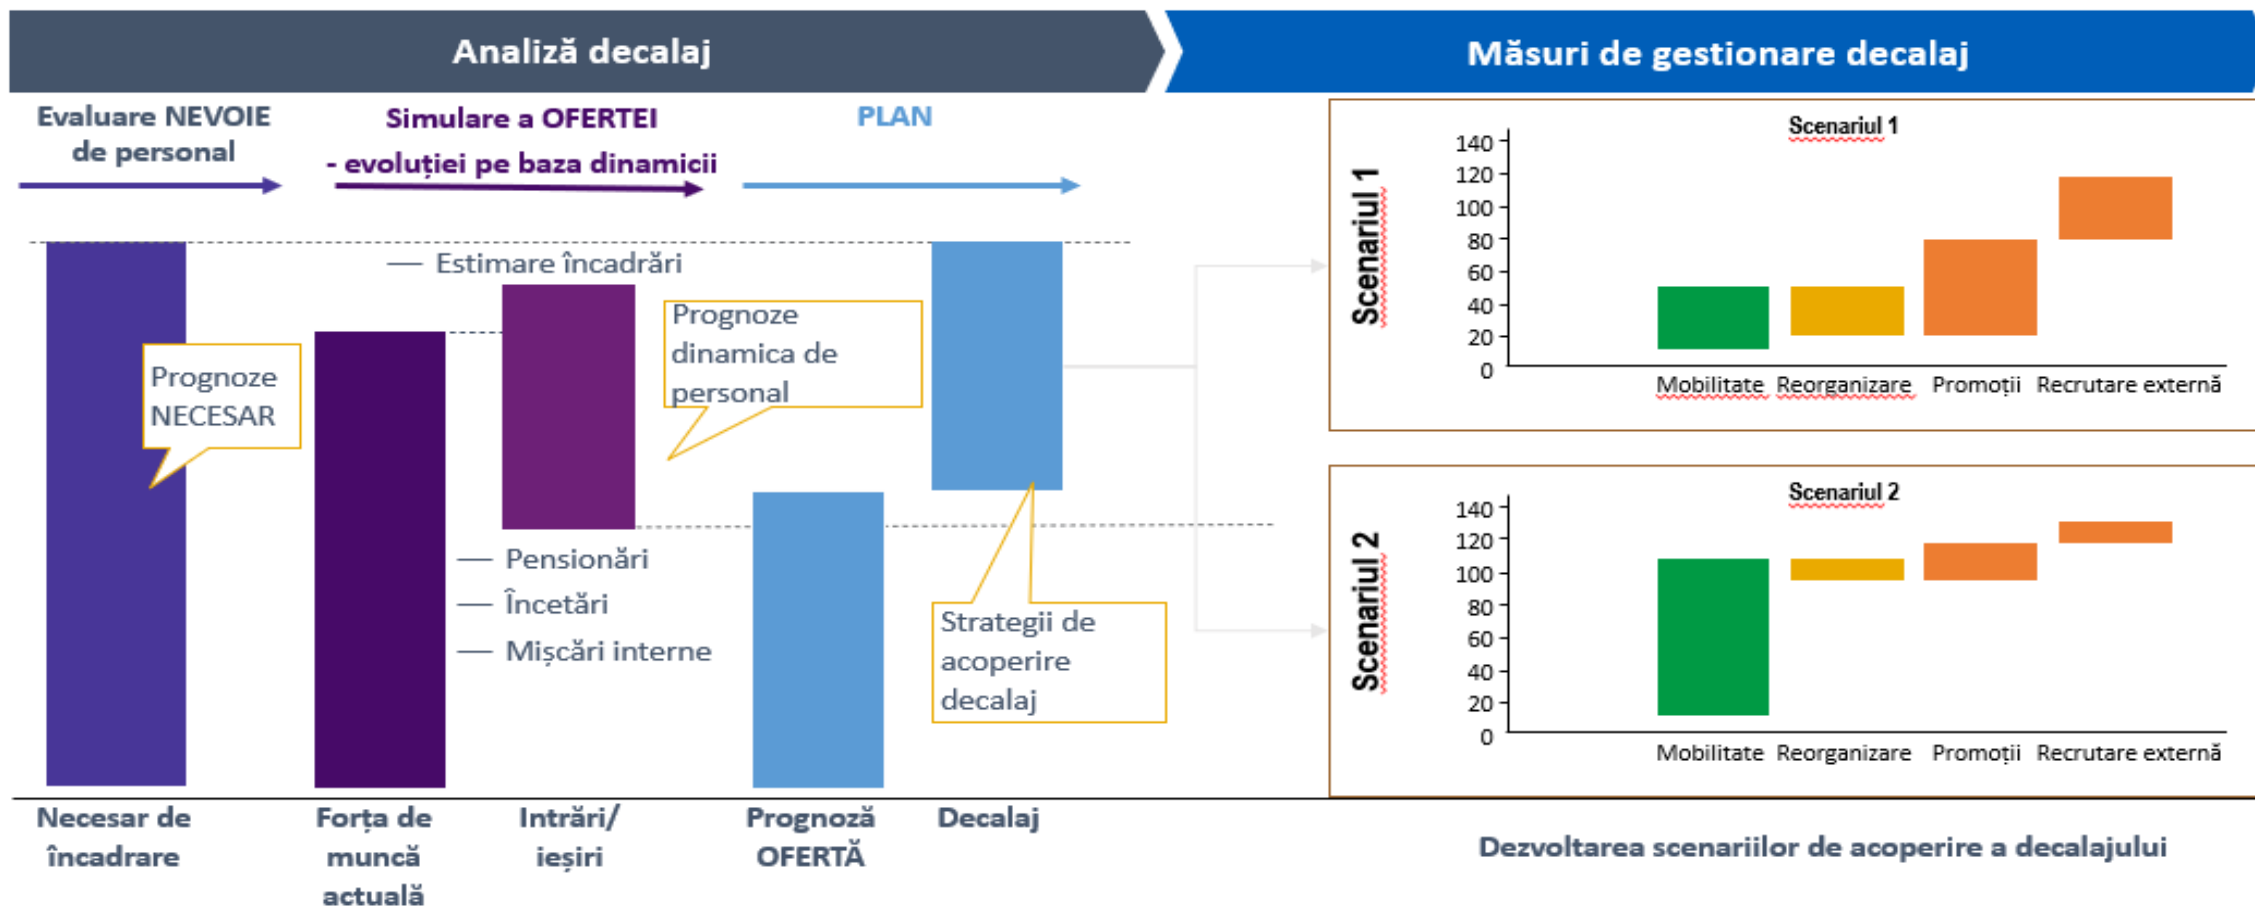 Analiză decalaj
Măsuri de gestionare decalaj
Evaluare NEVOIE
de personal
Simulare a OFERTEI
- evoluției pe baza dinamicii
PLAN
— Estimare încadrări
Prognoze
NECESAR
Prognoze
dinamica de
personal
— Pensionări
— Încetări
— Mișcări interne
Strategii de
acoperire
decalaj
Necesar de
încadrare
Forța de
muncă
actuală
Intrări/
ieșiri
Prognoză
OFERTĂ
Decalaj
Scenariul 1
Scenariul 1
140
120
100
80
60
40
20
0
Mobilitate Reorganizare Promoții Recrutare externă
Scenariul 2
Scenariul 2
140
120
100
80
60
40
20
0
Mobilitate Reorganizare Promoții Recrutare externă
Dezvoltarea scenariilor de acoperire a decalajului